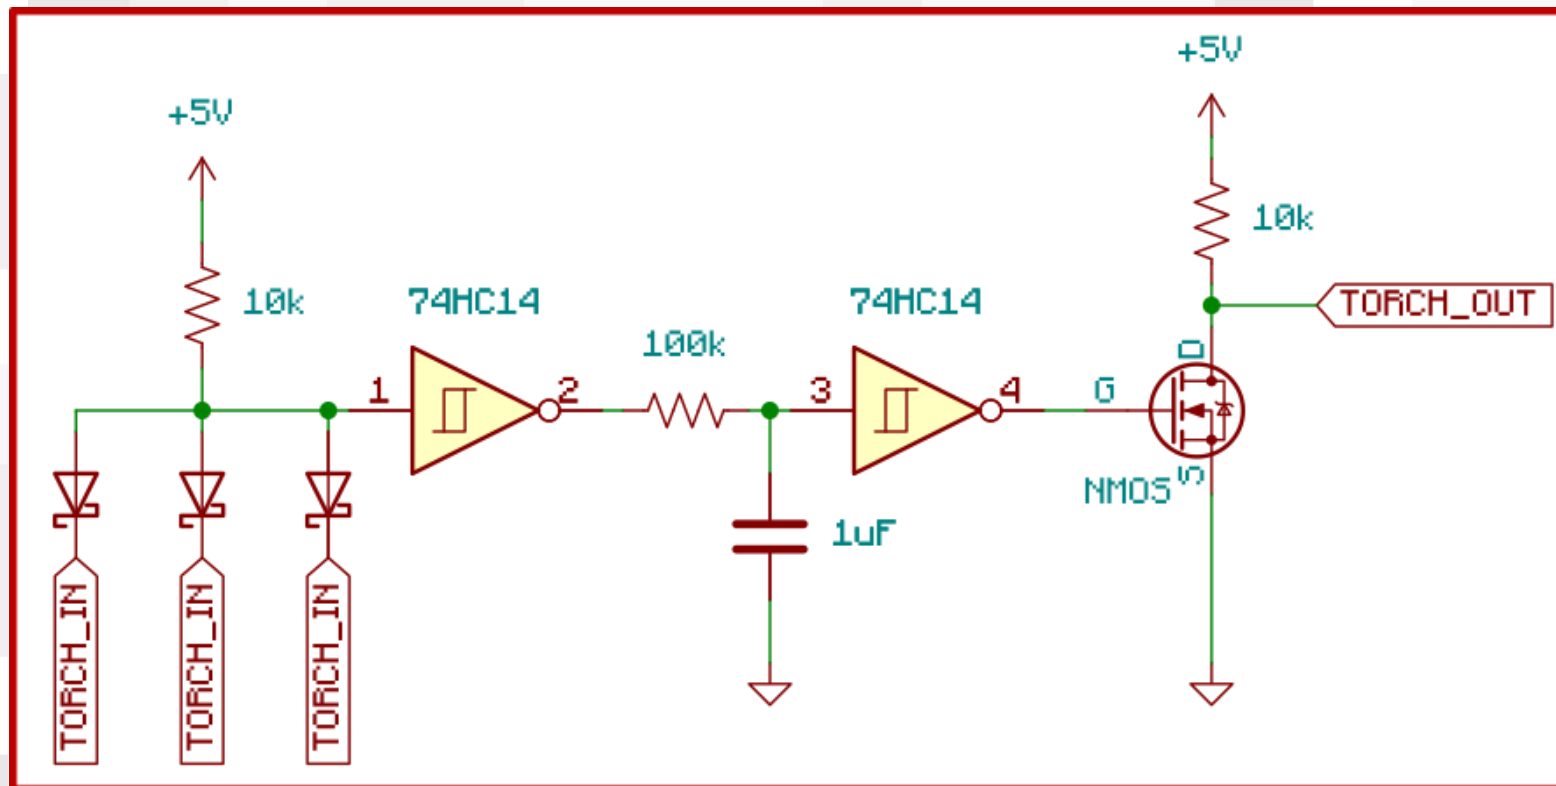 +5V
+5V
10k
10k
74HC14
74HC14
TORCH_OUT
100k
D
1
2
3
4
G
S
NMOS
1uF
TORCH_IN
TORCH_IN
TORCH_IN